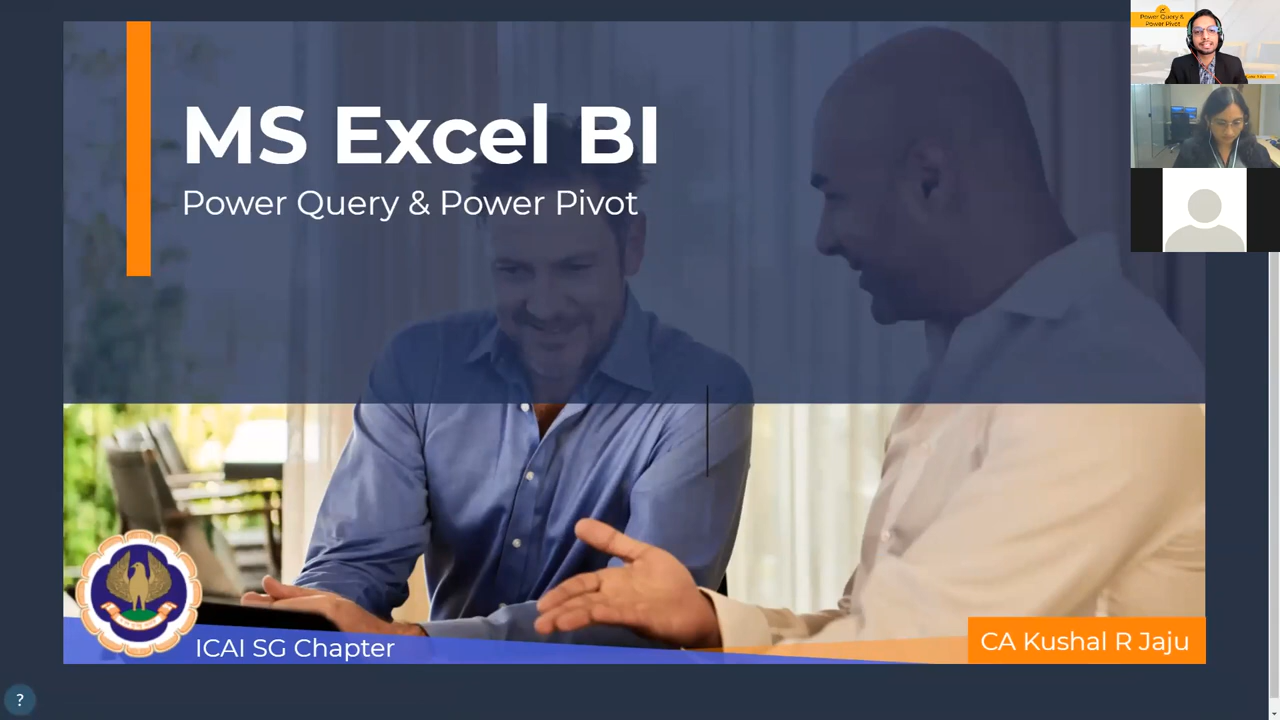 MS Excel BI
Power Query & Power Pivot
ICAI SG Chapter
CA Kushal R Jaju
Power Query &
Power Pivot
?